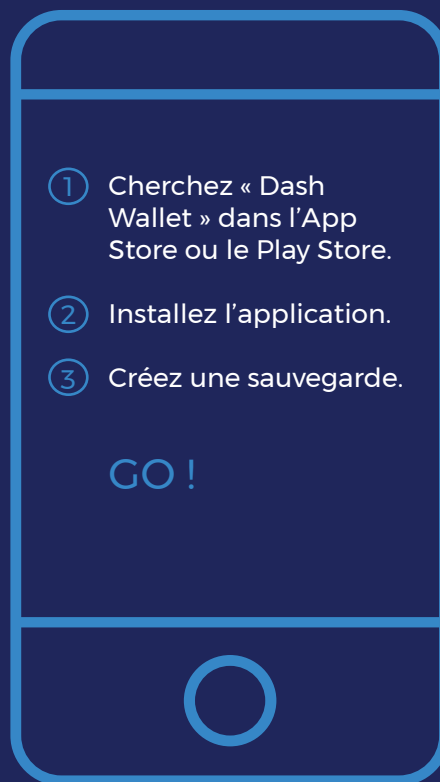 1 Cherchez « Dash
Wallet » dans l’App
Store ou le Play Store.
2 Installez l’application.
3 Créez une sauvegarde.
GO !